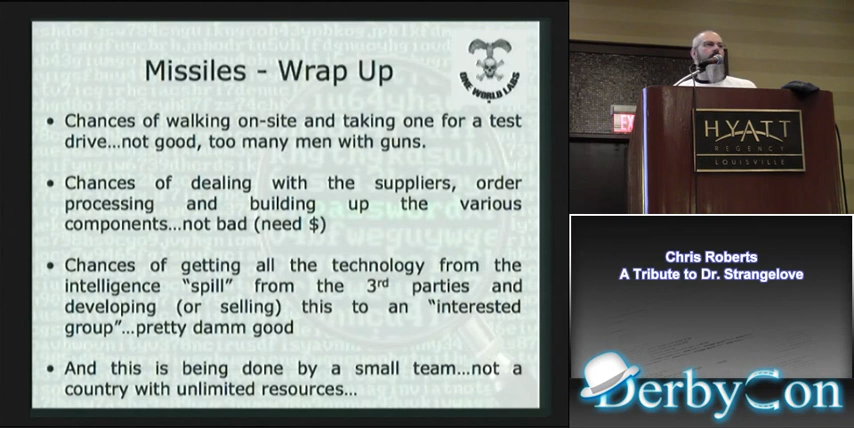 Missiles - Wrap Up
ONE WORLD LABS
• Chances of walking on-site and taking one for a test
drive...not good, too many men with guns.
• Chances of dealing with the suppliers, order
processing and building up the various
components...not bad (need $)
• Chances of getting all the technology from the
intelligence “spill” from the 3rd parties and
developing (or selling) this to an “interested
group”...pretty damm good
• And this is being done by a small team...not a
country with unlimited resources...
HYATT
REGENCY
LOUISVILLE
Chris Roberts
A Tribute to Dr. Strangelove
DerbyCon